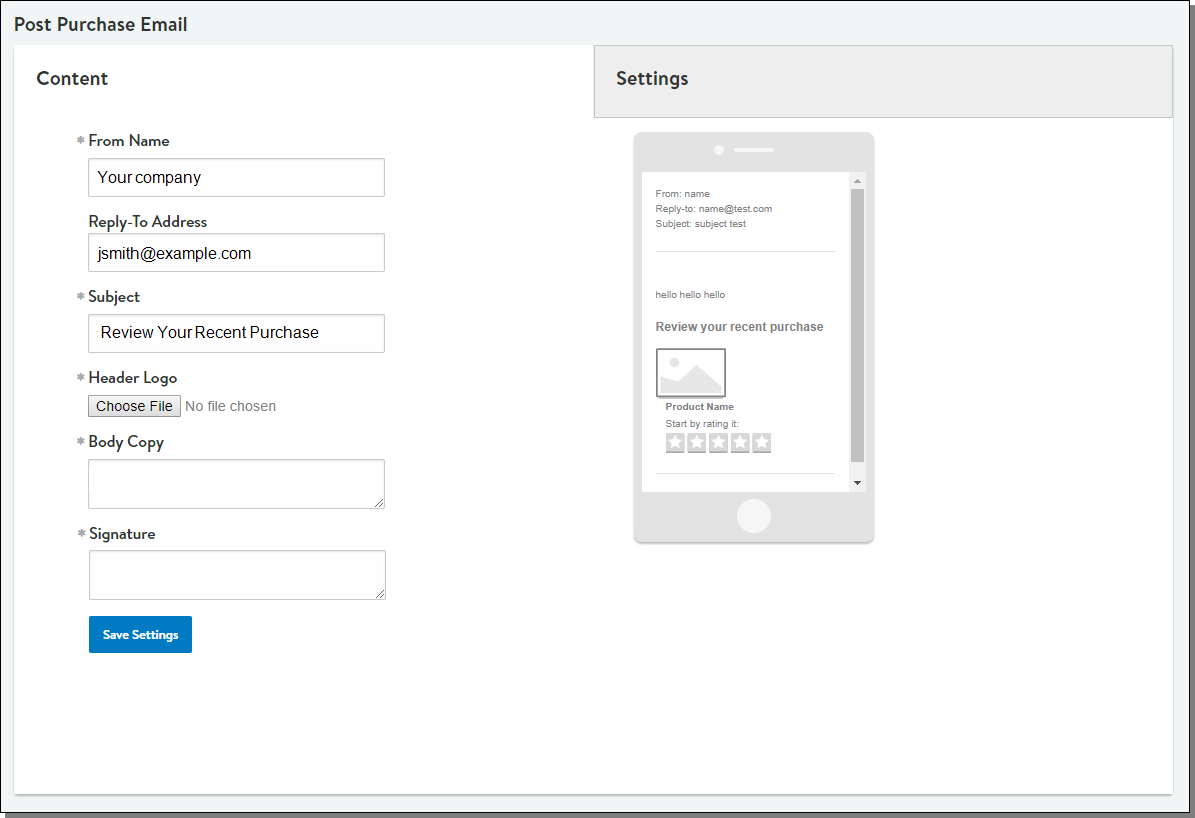 Post Purchase Email
Content
Settings
* From Name
Your company
Reply-To Address
jsmith@example.com
* Subject
Review Your Recent Purchase
* Header Logo
Choose File No file chosen
* Body Copy
* Signature
Save Settings
From: name
Reply-to: name@test.com
Subject: subject test
hello hello hello
Review your recent purchase
Product Name
Start by rating it: